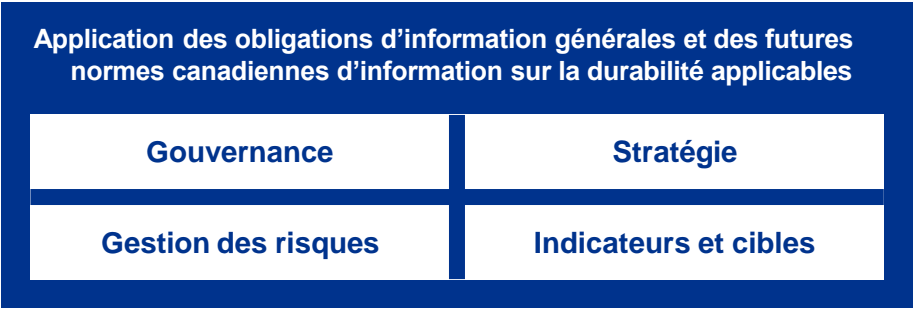 Application des obligations d’information générales et des futures
normes canadiennes d’information sur la durabilité applicables
Gouvernance
Stratégie
Gestion des risques
Indicateurs et cibles